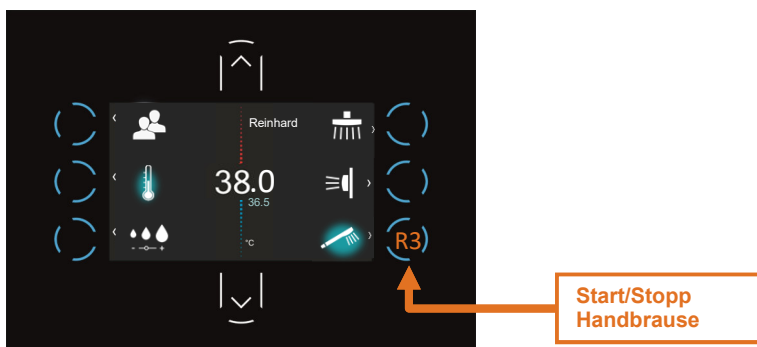 Reinhard
38.0
36.5
°C
- +
R3
Start/Stopp
Handbrause